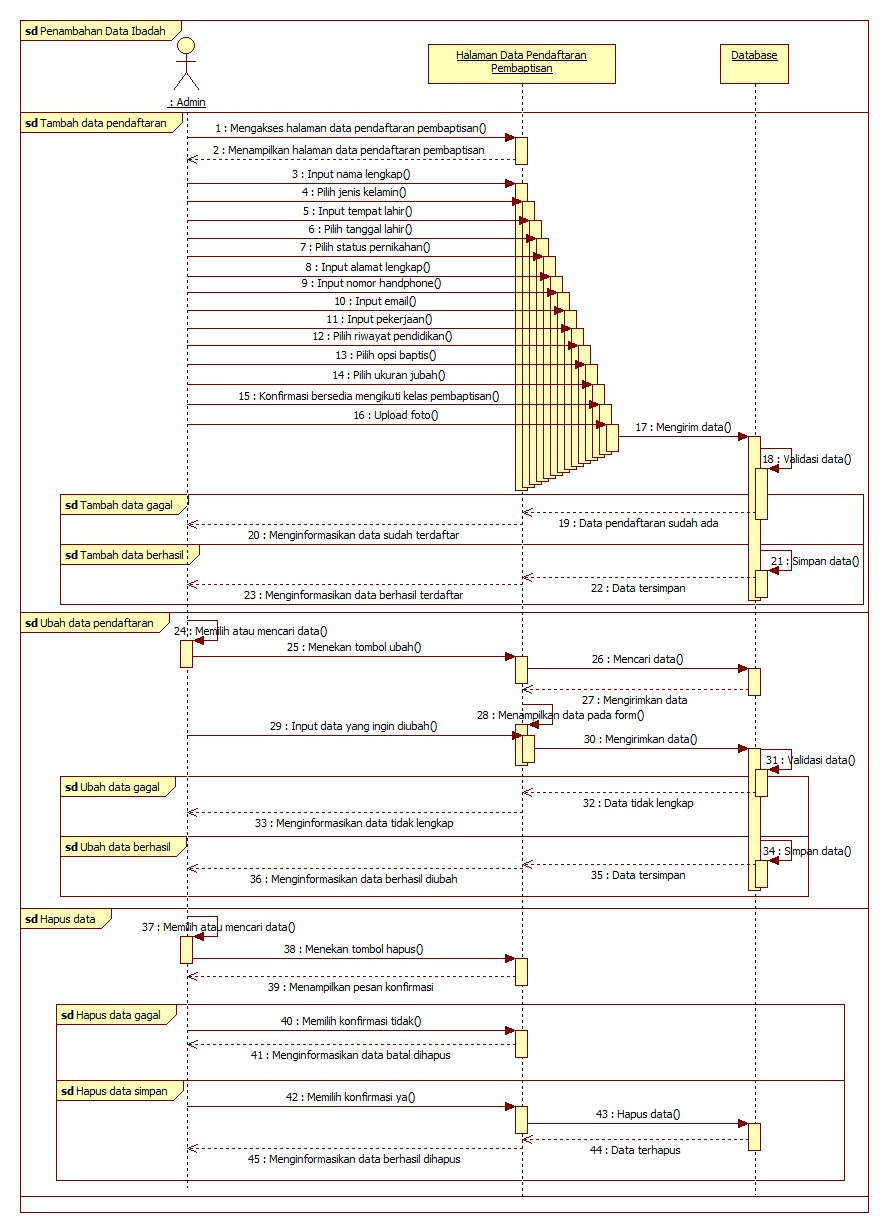 sd Penambahan Data Ibadah
: Admin
Halaman Data Pendaftaran
Pembaptisan
Database
sd Tambah data pendaftaran
1 : Mengakses halaman data pendaftaran pembaptisan()
2 : Menampilkan halaman data pendaftaran pembaptisan
3 : Input nama lengkap()
4 : Pilih jenis kelamin()
5 : Input tempat lahir()
6 : Pilih tanggal lahir()
7 : Pilih status pernikahan()
8 : Input alamat lengkap()
9 : Input nomor handphone()
10 : Input email()
11 : Input pekerjaan()
12 : Pilih riwayat pendidikan()
13 : Pilih opsi baptis()
14 : Pilih ukuran jubah()
15 : Konfirmasi bersedia mengikuti kelas pembaptisan()
16 : Upload foto()
17 : Mengirim data()
18 : Validasi data()
sd Tambah data gagal
19 : Data pendaftaran sudah ada
20 : Menginformasikan data sudah terdaftar
sd Tambah data berhasil
21 : Simpan data()
22 : Data tersimpan
23 : Menginformasikan data berhasil terdaftar
sd Ubah data pendaftaran
24 : Memilih atau mencari data()
25 : Menekan tombol ubah()
26 : Mencari data()
27 : Mengirimkan data
28 : Menampilkan data pada form()
29 : Input data yang ingin diubah()
30 : Mengirimkan data()
31 : Validasi data()
sd Ubah data gagal
32 : Data tidak lengkap
33 : Menginformasikan data tidak lengkap
sd Ubah data berhasil
34 : Simpan data()
35 : Data tersimpan
36 : Menginformasikan data berhasil diubah
sd Hapus data
37 : Memilih atau mencari data()
38 : Menekan tombol hapus()
39 : Menampilkan pesan konfirmasi
sd Hapus data gagal
40 : Memilih konfirmasi tidak()
41 : Menginformasikan data batal dihapus
sd Hapus data simpan
42 : Memilih konfirmasi ya()
43 : Hapus data()
44 : Data terhapus
45 : Menginformasikan data berhasil dihapus